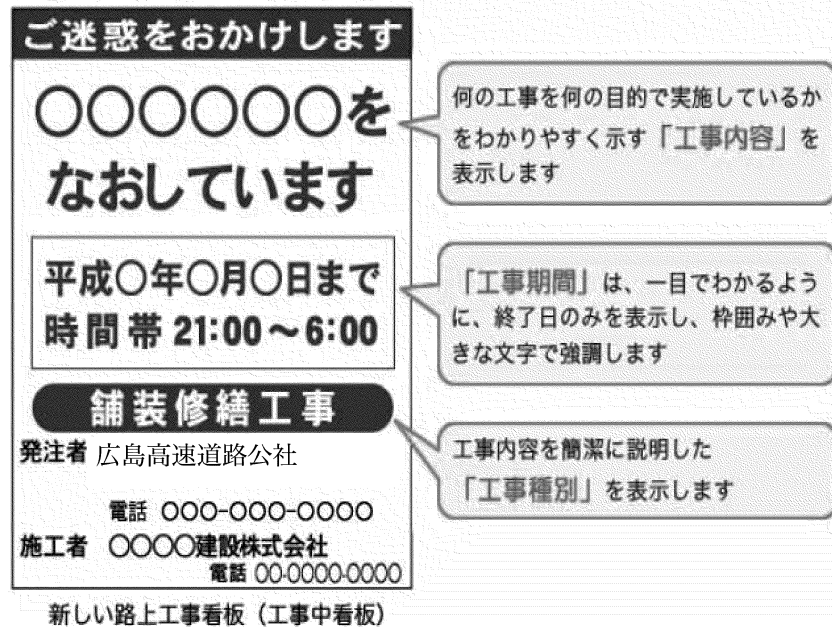 ご迷惑をおかけします
○○○○○○を
なおしています
平成○年○月○日まで
時間帯 21:00～6:00
舗装修繕工事
発注者 広島高速道路公社
電話 ○○○-○○○-○○○○
施工者 ○○○○建設株式会社
電話 ○○-○○○○-○○○○
新しい路上工事看板（工事中看板）
何の工事を何の目的で実施しているか
をわかりやすく示す「工事内容」を
表示します
「工事期間」は、一目でわかるよう
に、終了日のみを表示し、枠囲みや大
きな文字で強調します
工事内容を簡潔に説明した
「工事種別」を表示します